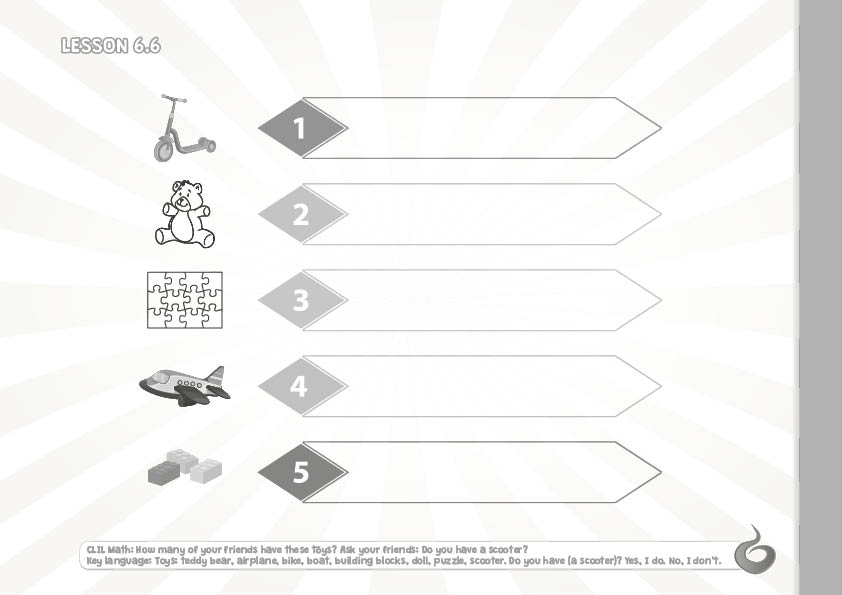 LESSON 6.6
1
2
3
4
5
CLIL Math: How many of your friends have these toys? Ask your friends: Do you have a scooter?
Key language: Toys: teddy bear, airplane, bike, boat, building blocks, doll, puzzle, scooter. Do you have (a scooter)? Yes, I do. No, I don't.
6